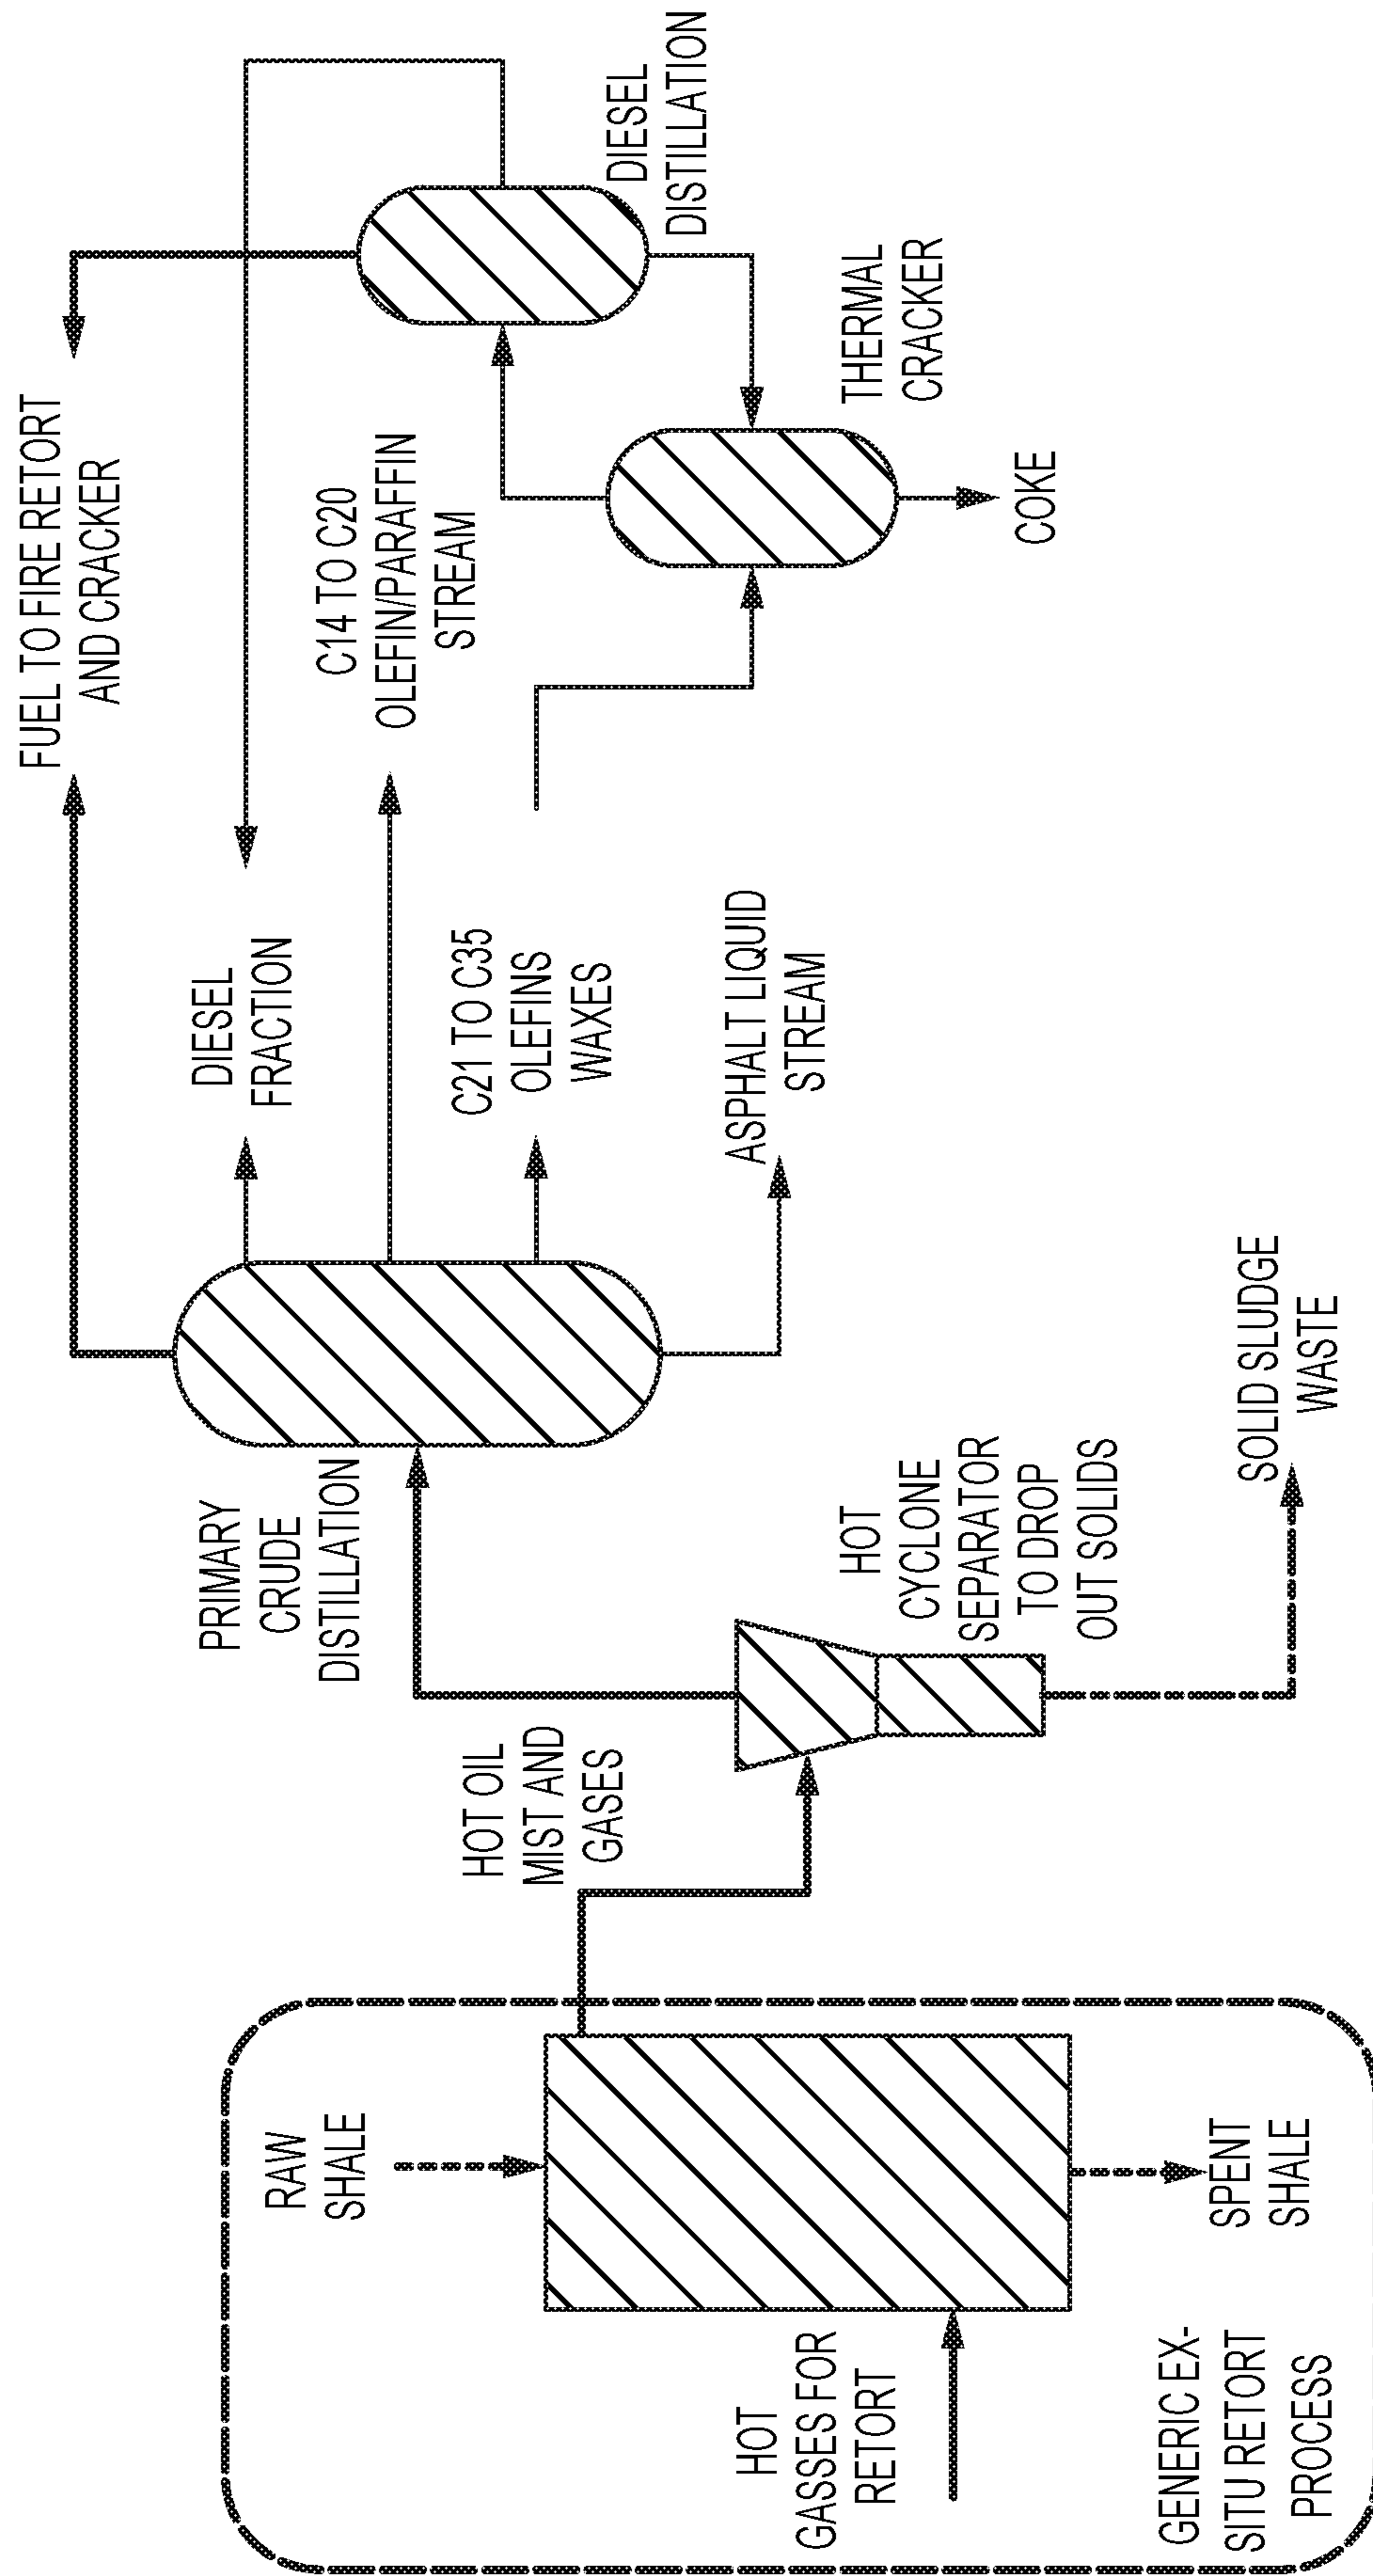 RAW
SHALE
HOT
GASSES FOR
RETORT
SPENT
SHALE
GENERIC EX-
SITU RETORT
PROCESS
HOT OIL
MIST AND
GASES
HOT
CYCLONE
SEPARATOR
TO DROP
OUT SOLIDS
SOLID SLUDGE
WASTE
PRIMARY
CRUDE
DISTILLATION
FUEL TO FIRE RETORT
AND CRACKER
DIESEL
FRACTION
C14 TO C20
OLEFIN/PARAFFIN
STREAM
C21 TO C35
OLEFINS
WAXES
ASPHALT LIQUID
STREAM
DIESEL
DISTILLATION
THERMAL
CRACKER
COKE